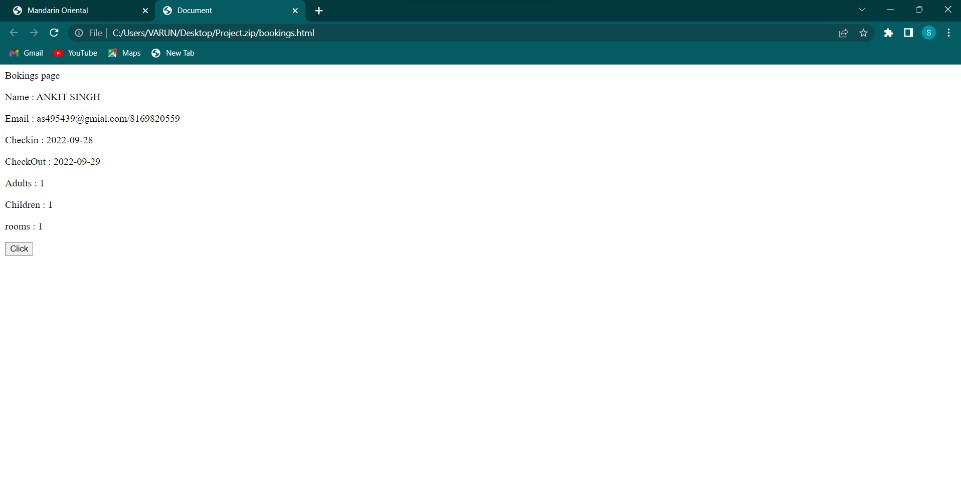 Mandarin Oriental
Document
File | C:/Users/VARUN/Desktop/Project.zip/bookings.html
S
Gmail
YouTube
Maps
New Tab
Bokings page
Name : ANKIT SINGH
Email : as495439@gmial.com/8169820559
Checkin : 2022-09-28
CheckOut : 2022-09-29
Adults : 1
Children : 1
rooms : 1
Click